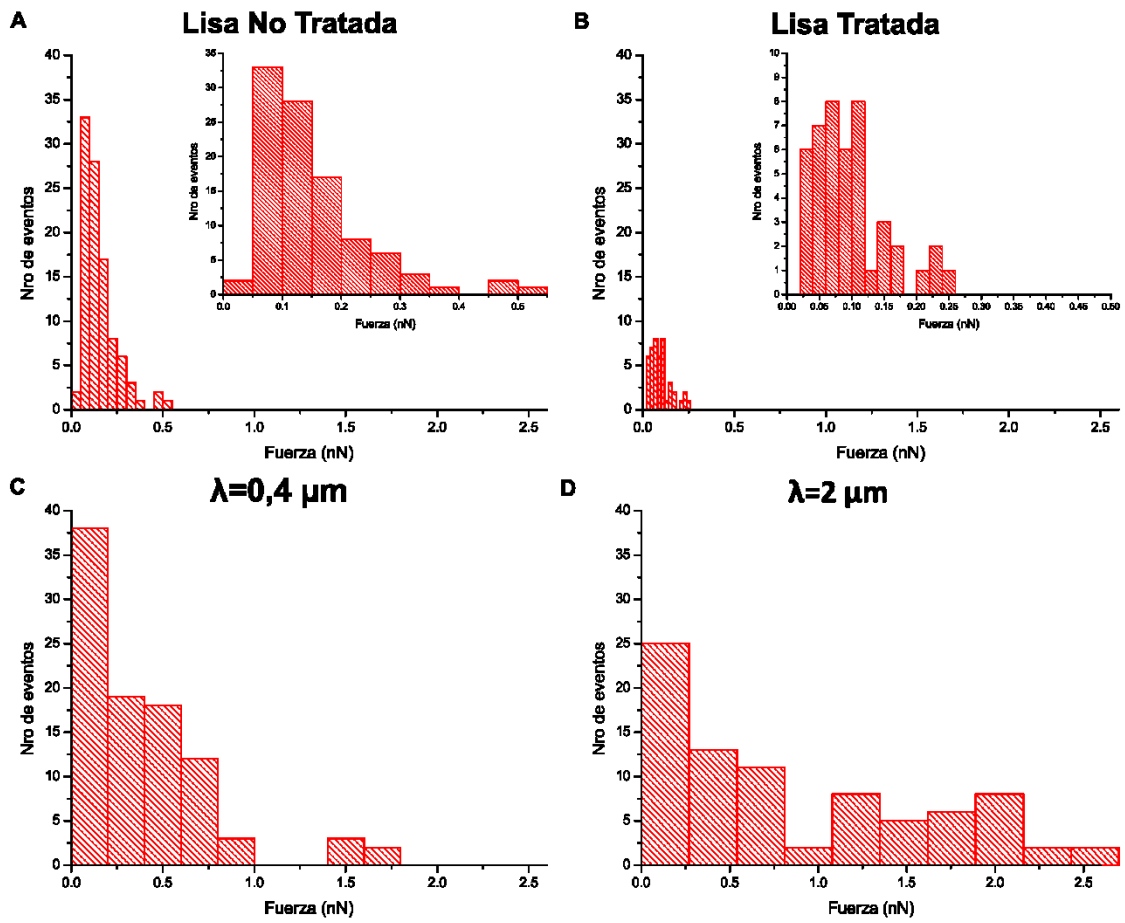 A
Lisa No Tratada
40
35
30
25
20
15
10
5
0
Nro de eventos
0.0 0.5 1.0 1.5 2.0 2.5
Fuerza (nN)
35
30
25
20
15
10
5
0
Nro de eventos
0.0 0.1 0.2 0.3 0.4 0.5
Fuerza (nN)
B
Lisa Tratada
40
35
30
25
20
15
10
5
0
Nro de eventos
0.0 0.5 1.0 1.5 2.0 2.5
Fuerza (nN)
10
9
8
7
6
5
4
3
2
1
0
Nro de eventos
0.00 0.05 0.10 0.15 0.20 0.25 0.30 0.35 0.40 0.45 0.50
Fuerza (nN)
C
λ=0,4 μm
40
35
30
25
20
15
10
5
0
Nro de eventos
0.0 0.5 1.0 1.5 2.0 2.5
Fuerza (nN)
D
λ=2 μm
40
35
30
25
20
15
10
5
0
Nro de eventos
0.0 0.5 1.0 1.5 2.0 2.5
Fuerza (nN)